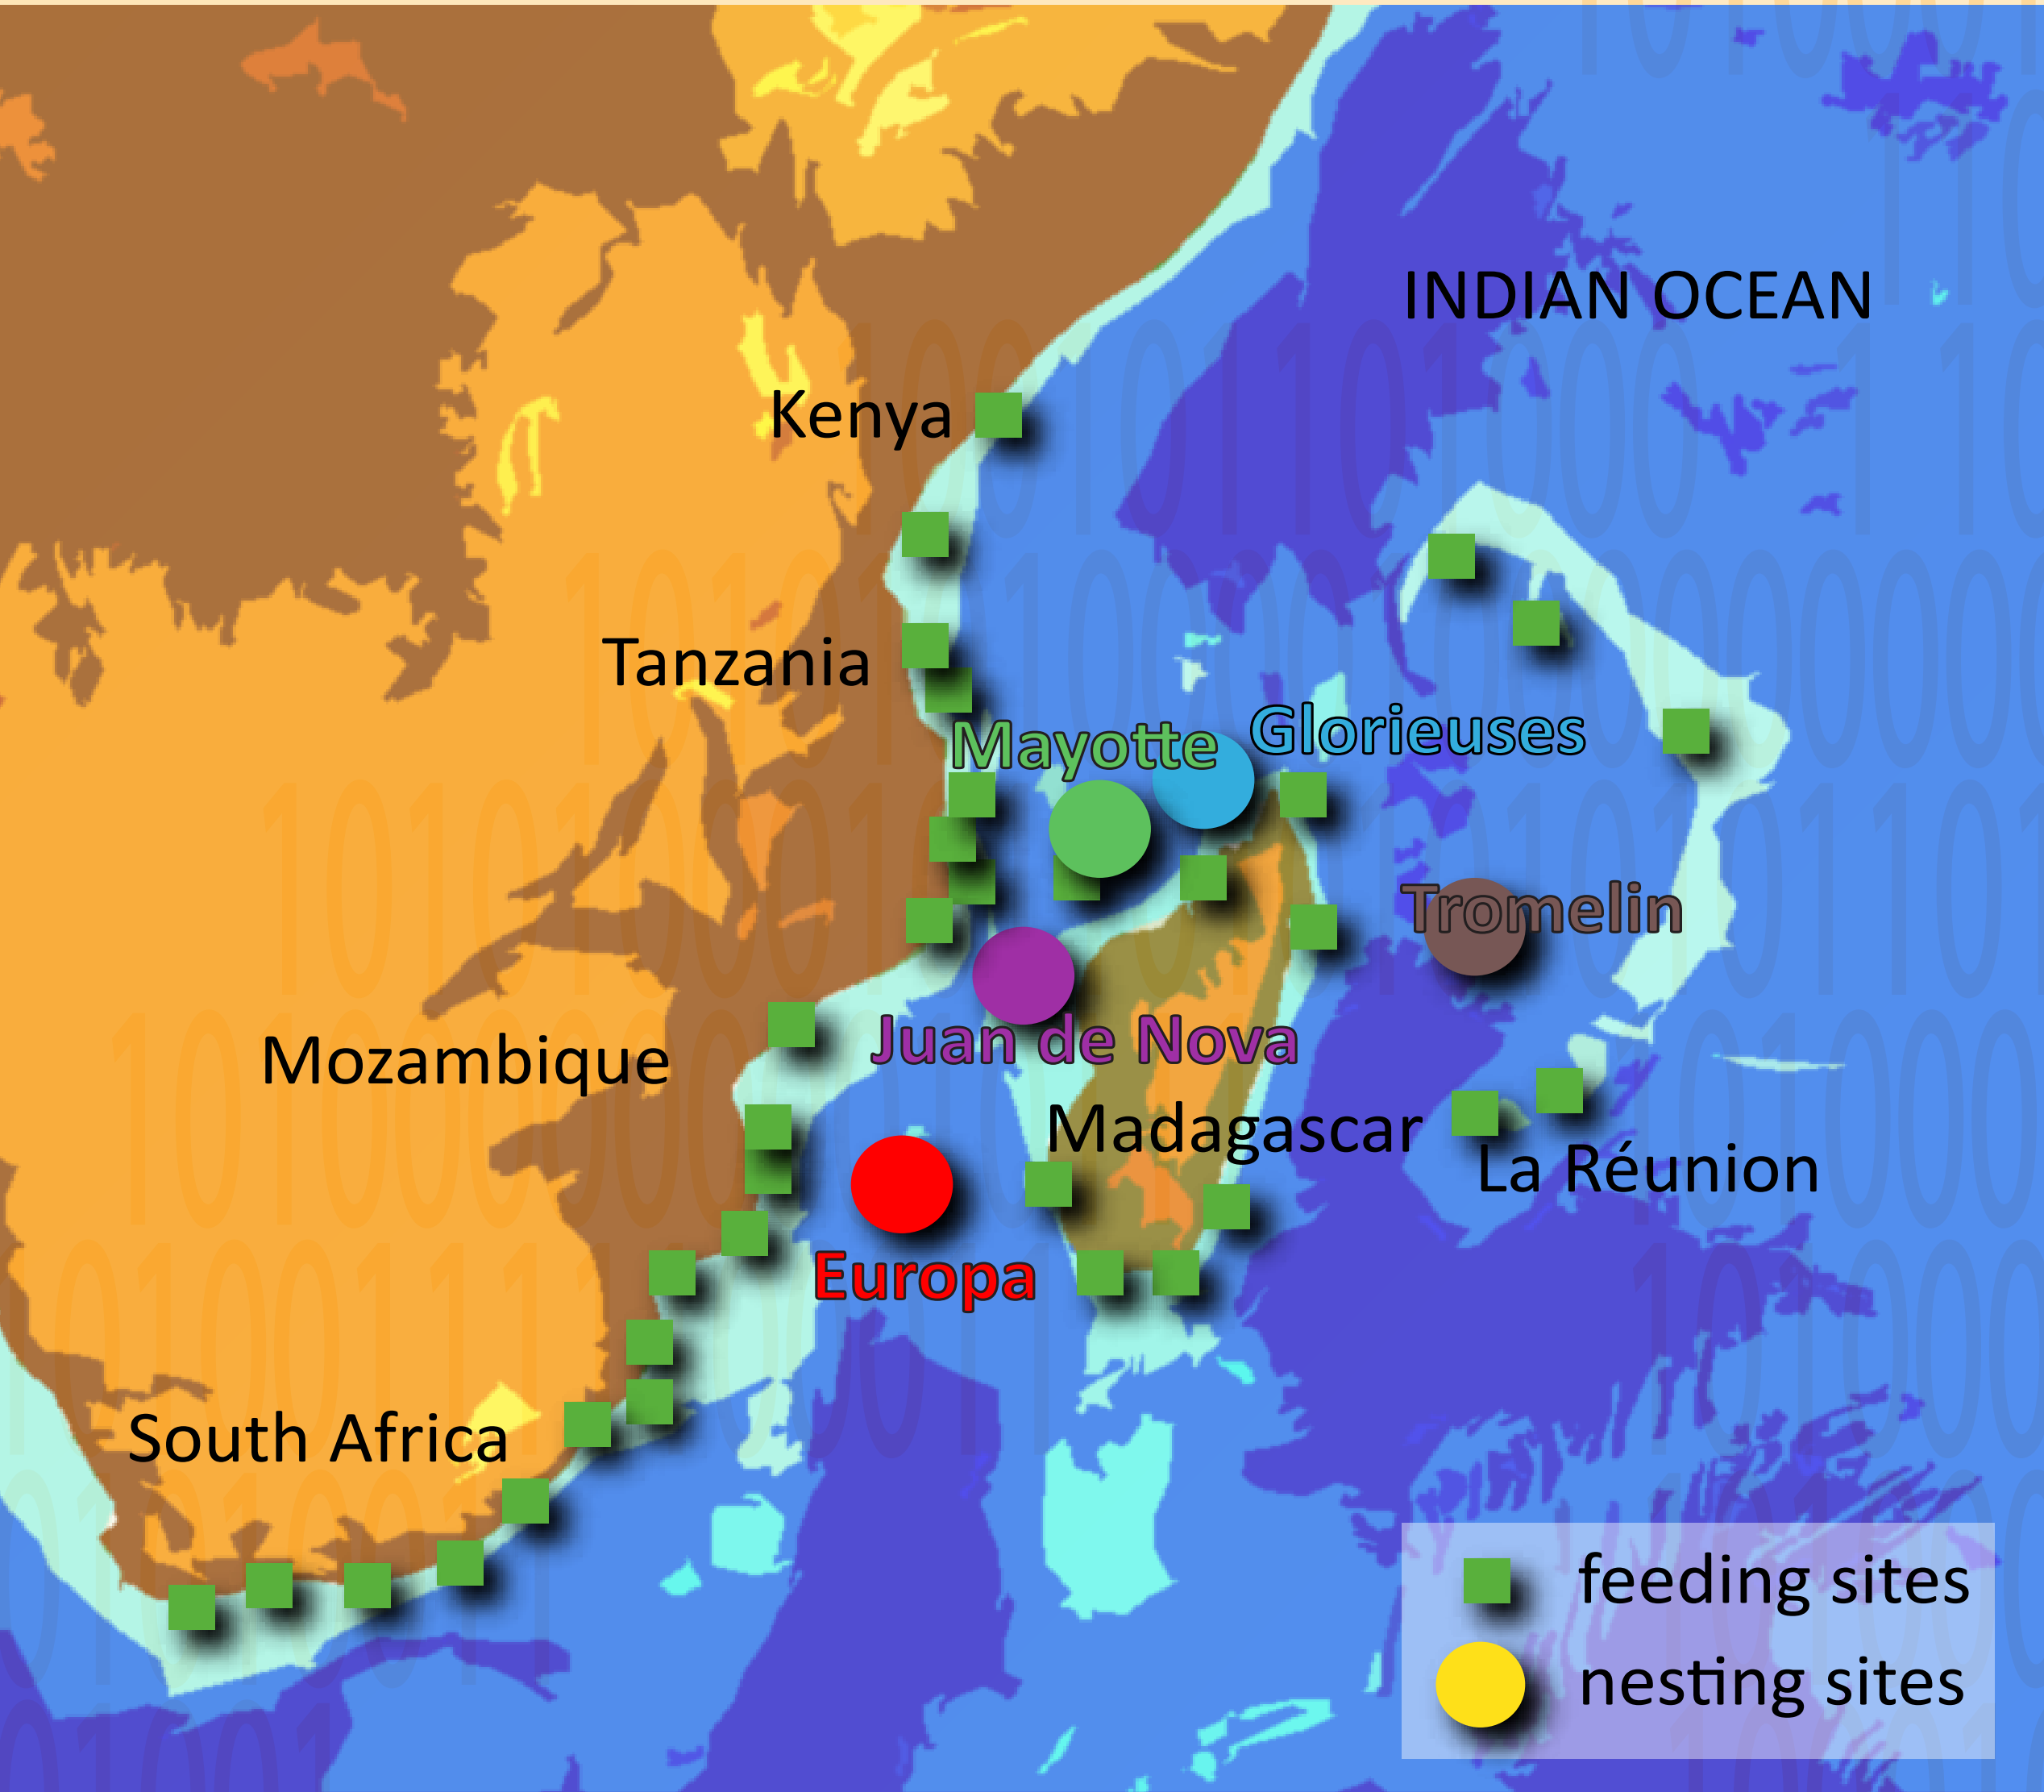 INDIAN OCEAN
Kenya
Tanzania
Mayotte
Glorieuses
Tromelin
Juan de Nova
Mozambique
Madagascar
La Réunion
Europa
South Africa
feeding sites
nesting sites